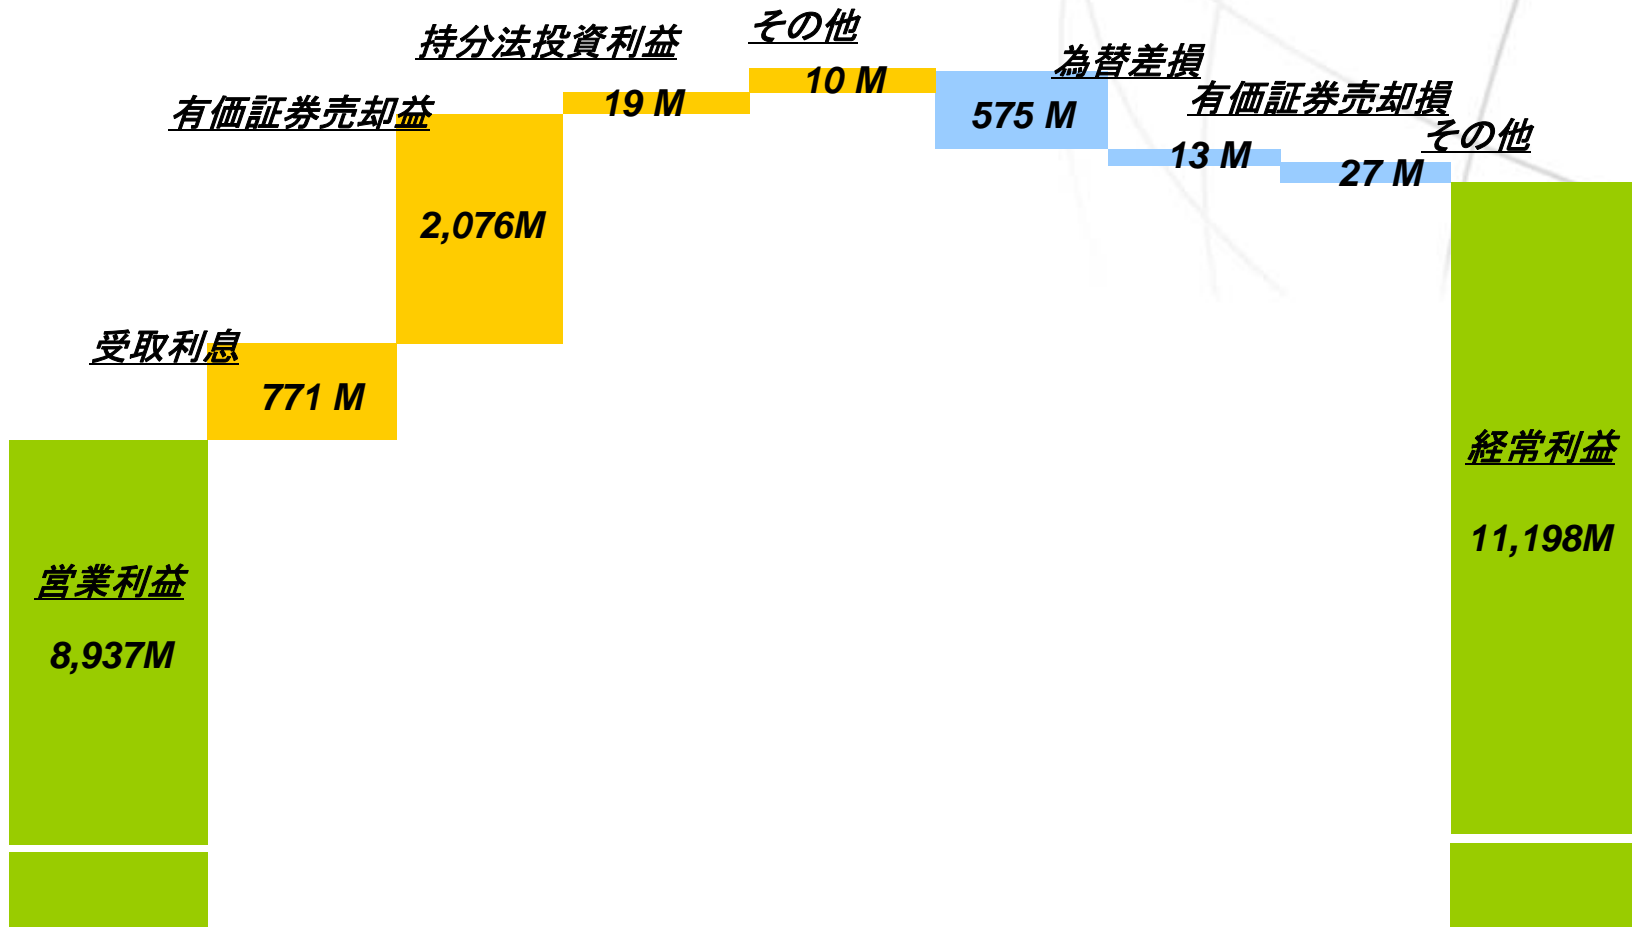 その他
持分法投資利益
為替差損
19 M
10 M
有価証券売却損
有価証券売却益
575 M
その他
13 M
27 M
2,076M
受取利息
771 M
経常利益
11,198M
営業利益
8,937M